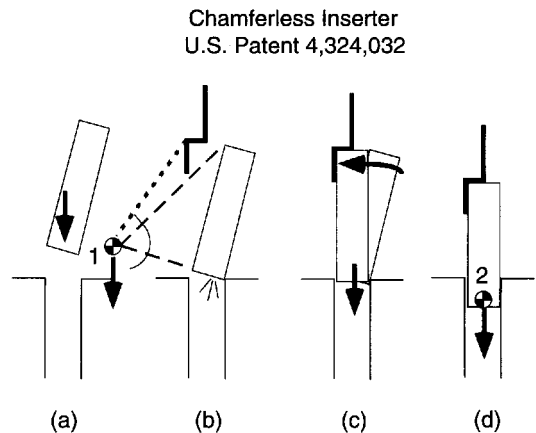 Chamferless Inserter
U.S. Patent 4,324,032
1
2
(a) (b) (c) (d)